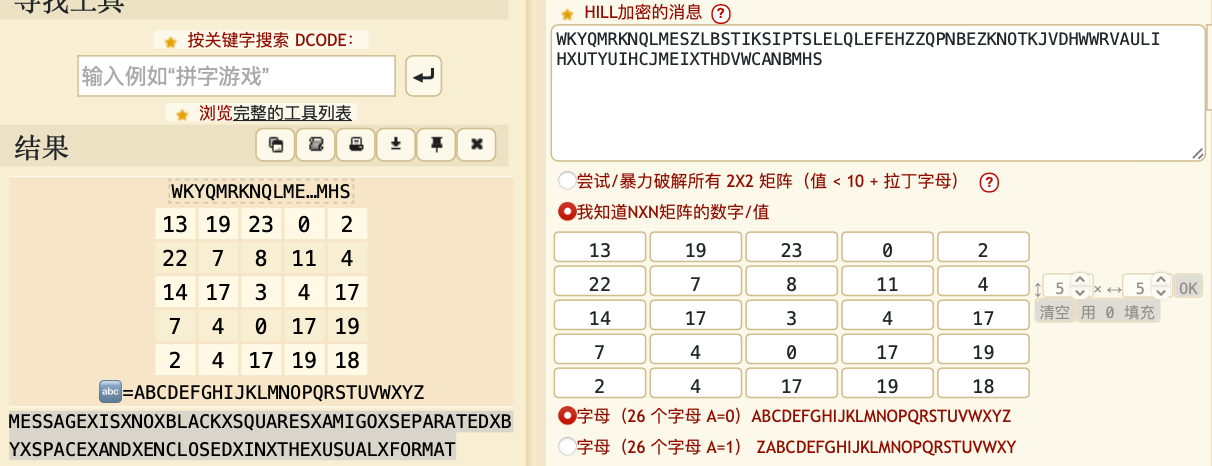 寻找工具
按关键字搜索 DCODE：
输入例如“拼字游戏”
浏览完整的工具列表
结果
WKYQMRKNQLME…MHS
13 19 23 0 2
22 7 8 11 4
14 17 3 4 17
7 4 0 17 19
2 4 17 19 18
abc=ABCDEFGHIJKLMNOPQRSTUVWXYZ
MESSAGEXISXNOXBLACKXSQUARESXAMIGOXSEPARATEDXB
YXSPACEXANDXENCLOSEDXINXTHEXUSUALXFORMAT
HILL加密的消息 ?
WKYQMRKNQLMESZLBSTIKSIPTSLELQLEFEHZZQPNBEZKNOTKJVDHWWRVAULI
HXUTYUIHCJMEIXTHDVWCANBMHS
尝试/暴力破解所有 2X2 矩阵（值 < 10 + 拉丁字母） ?
我知道NXN矩阵的数字/值
13 19 23 0 2
22 7 8 11 4
14 17 3 4 17
7 4 0 17 19
2 4 17 19 18
↕ 5 × ↔ 5 OK
清空 用 0 填充
字母（26 个字母 A=0） ABCDEFGHIJKLMNOPQRSTUVWXYZ
字母（26 个字母 A=1） ZABCDEFGHIJKLMNOPQRSTUVWXY